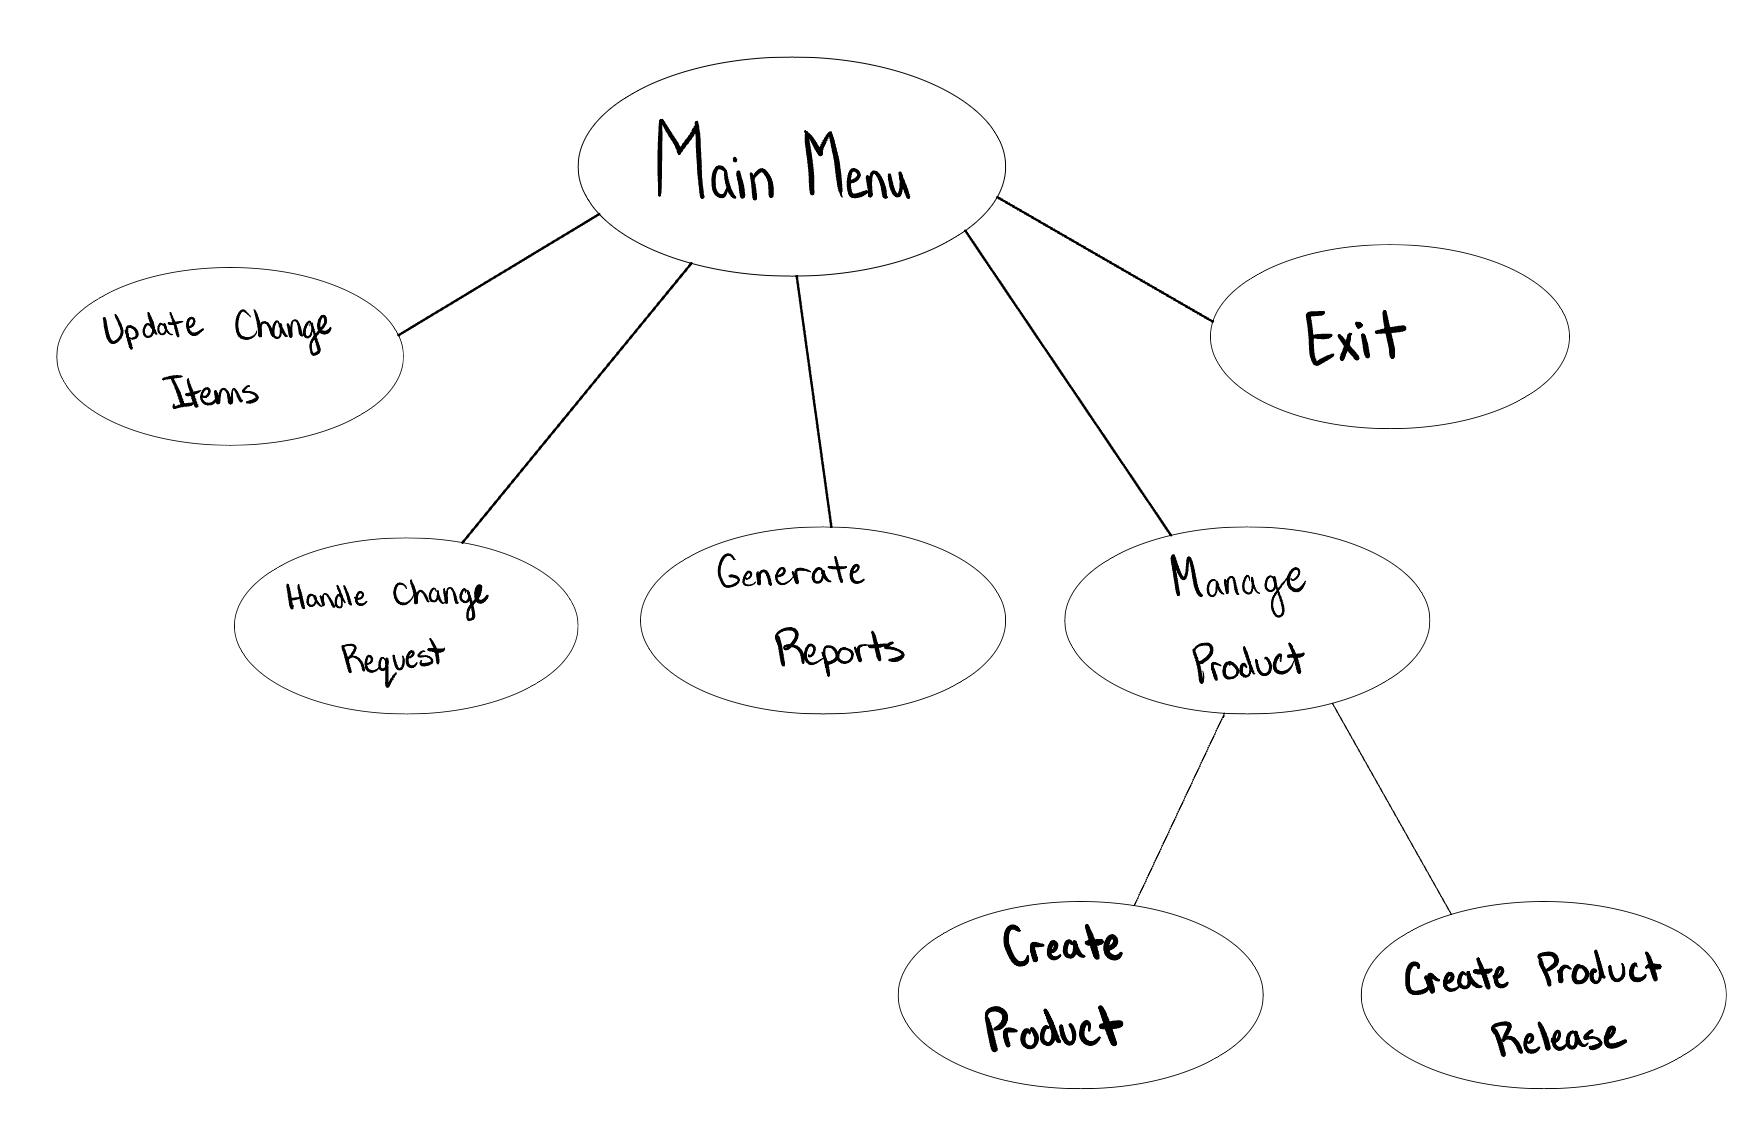 Main Menu
Update Change
Items
Exit
Handle Change
Request
Generate
Reports
Manage
Product
Create
Product
Create Product
Release